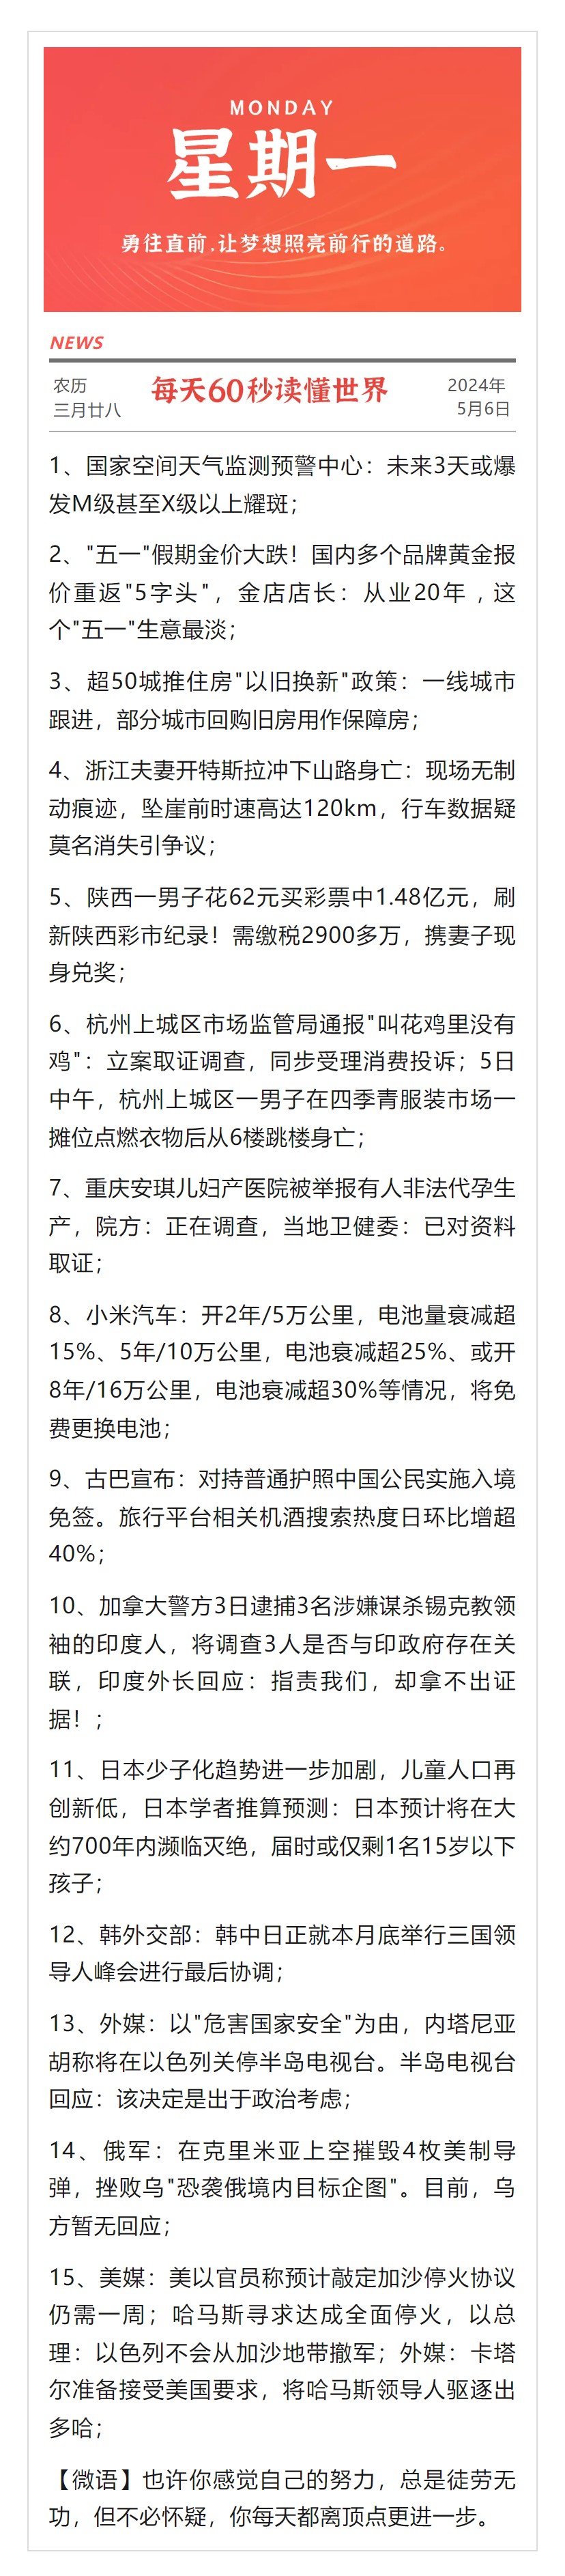 MONDAY
星期一
勇往直前.让梦想照亮前行的道路。
NEWS
农历
三月廿八
每天60秒读懂世界
2024年
5月6日
1、国家空间天气监测预警中心：未来3天或爆
发M级甚至X级以上耀斑；
2、"五一"假期金价大跌！国内多个品牌黄金报
价重返"5字头"，金店店长：从业20年，这
个"五一"生意最淡；
3、超50城推住房"以旧换新"政策：一线城市
跟进，部分城市回购旧房用作保障房；
4、浙江夫妻开特斯拉冲下山路身亡：现场无制
动痕迹，坠崖前时速高达120km，行车数据疑
莫名消失引争议；
5、陕西一男子花62元买彩票中1.48亿元，刷
新陕西彩市纪录！需缴税2900多万，携妻子现
身兑奖；
6、杭州上城区市场监管局通报"叫花鸡里没有
鸡"：立案取证调查，同步受理消费投诉；5日
中午，杭州上城区一男子在四季青服装市场一
摊位点燃衣物后从6楼跳楼身亡；
7、重庆安琪儿妇产医院被举报有人非法代孕生
产，院方：正在调查，当地卫健委：已对资料
取证；
8、小米汽车：开2年/5万公里，电池量衰减超
15%、5年/10万公里，电池衰减超25%、或开
8年/16万公里，电池衰减超30%等情况，将免
费更换电池；
9、古巴宣布：对持普通护照中国公民实施入境
免签。旅行平台相关机酒搜索热度日环比增超
40%；
10、加拿大警方3日逮捕3名涉嫌谋杀锡克教领
袖的印度人，将调查3人是否与印政府存在关
联，印度外长回应：指责我们，却拿不出证
据！；
11、日本少子化趋势进一步加剧，儿童人口再
创新低，日本学者推算预测：日本预计将在大
约700年内濒临灭绝，届时或仅剩1名15岁以下
孩子；
12、韩外交部：韩中日正就本月底举行三国领
导人峰会进行最后协调；
13、外媒：以"危害国家安全"为由，内塔尼亚
胡称将在以色列关停半岛电视台。半岛电视台
回应：该决定是出于政治考虑；
14、俄军：在克里米亚上空摧毁4枚美制导
弹，挫败乌"恐袭俄境内目标企图"。目前，乌
方暂无回应；
15、美媒：美以官员称预计敲定加沙停火协议
仍需一周；哈马斯寻求达成全面停火，以总
理：以色列不会从加沙地带撤军；外媒：卡塔
尔准备接受美国要求，将哈马斯领导人驱逐出
多哈；
【微语】也许你感觉自己的努力，总是徒劳无
功，但不必怀疑，你每天都离顶点更进一步。